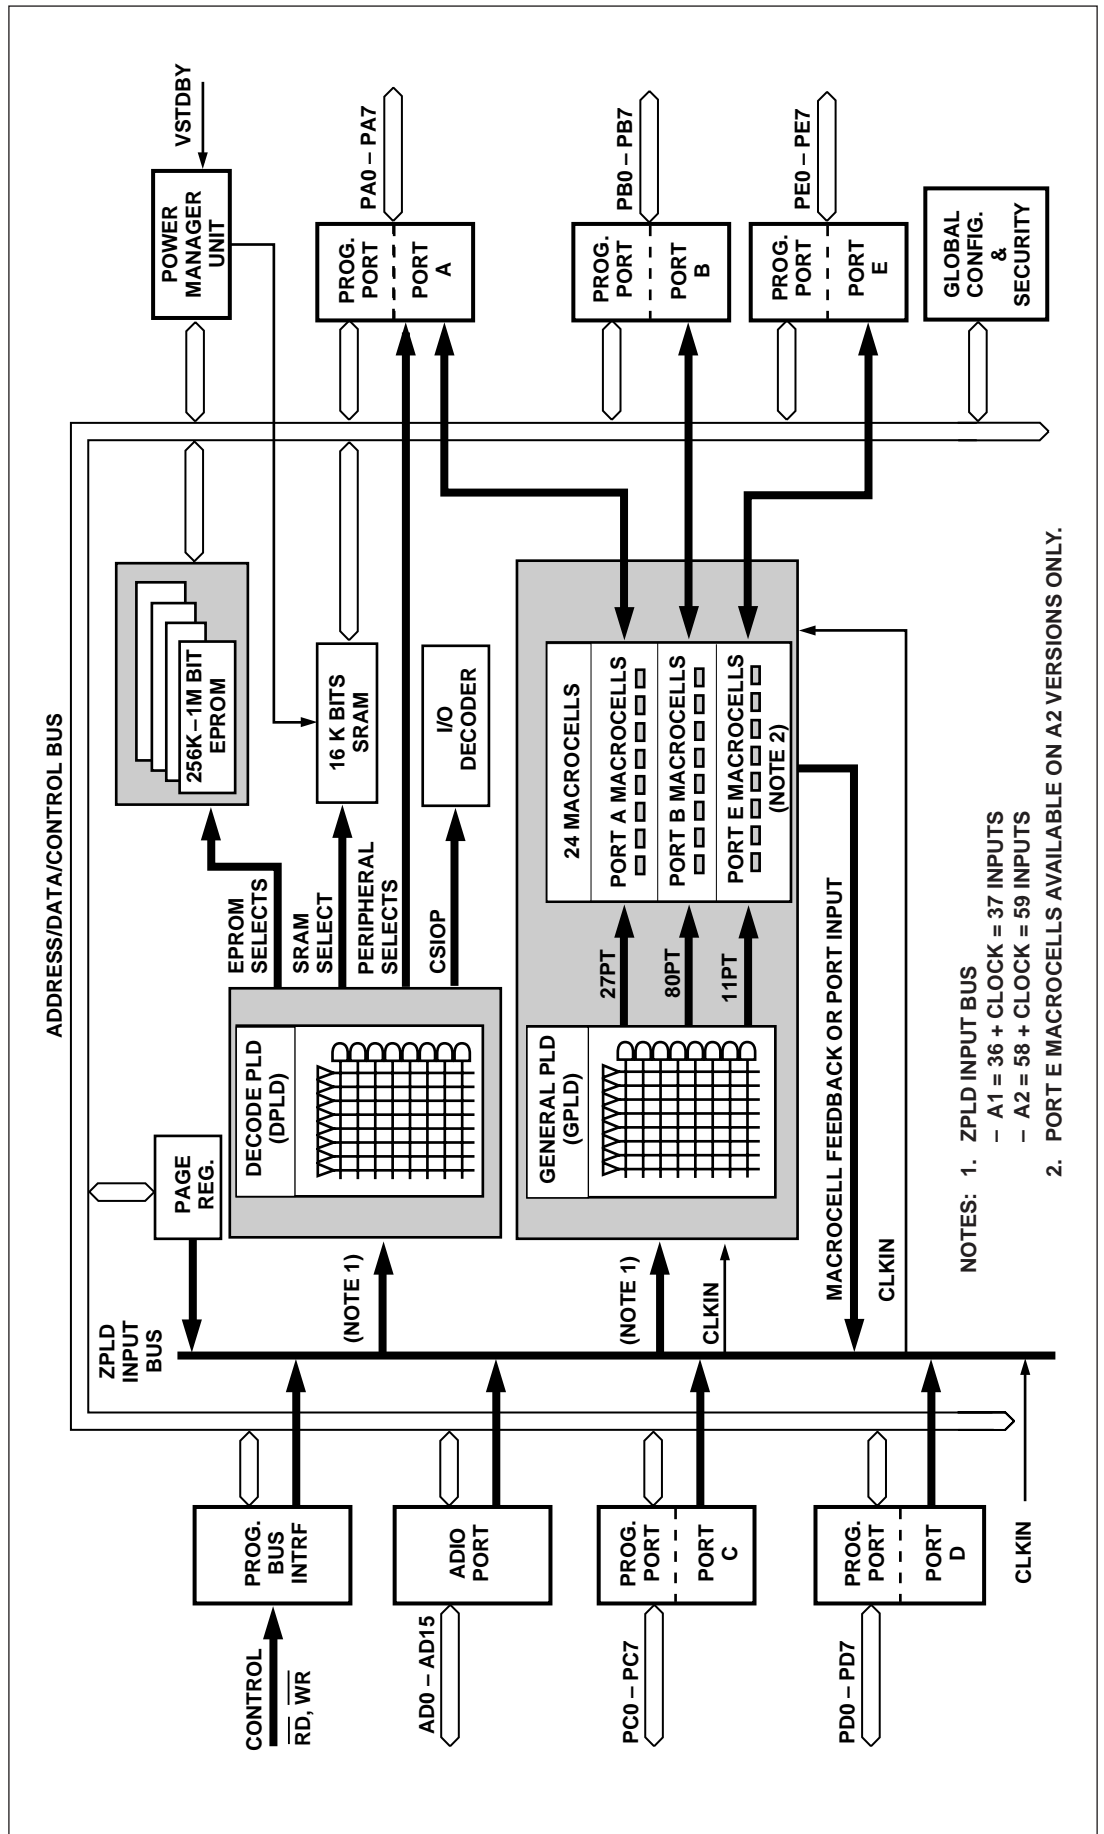 ADDRESS/DATA/CONTROL BUS
VSTDBY
POWER
MANAGER
UNIT
PA0 – PA7
PROG.
PORT
PORT
A
PB0 – PB7
PROG.
PORT
PORT
B
PE0 – PE7
PROG.
PORT
PORT
E
GLOBAL
CONFIG.
&
SECURITY
256K–1M BIT
EPROM
16 K BITS
SRAM
I/O
DECODER
EPROM
SELECTS
SRAM
SELECT
PERIPHERAL
SELECTS
CSIOP
24 MACROCELLS
PORT A MACROCELLS
PORT B MACROCELLS
PORT E MACROCELLS
(NOTE 2)
27PT
80PT
11PT
DECODE PLD
(DPLD)
GENERAL PLD
(GPLD)
MACROCELL FEEDBACK OR PORT INPUT
CLKIN
PAGE
REG.
ZPLD
INPUT
BUS
(NOTE 1)
(NOTE 1)
CLKIN
PROG.
BUS
INTRF
ADIO
PORT
PROG.
PORT
PORT
C
PROG.
PORT
PORT
D
CLKIN
CONTROL
RD, WR
AD0 – AD15
PC0 – PC7
PD0 – PD7
NOTES: 1. ZPLD INPUT BUS
– A1 = 36 + CLOCK = 37 INPUTS
– A2 = 58 + CLOCK = 59 INPUTS
2. PORT E MACROCELLS AVAILABLE ON A2 VERSIONS ONLY.